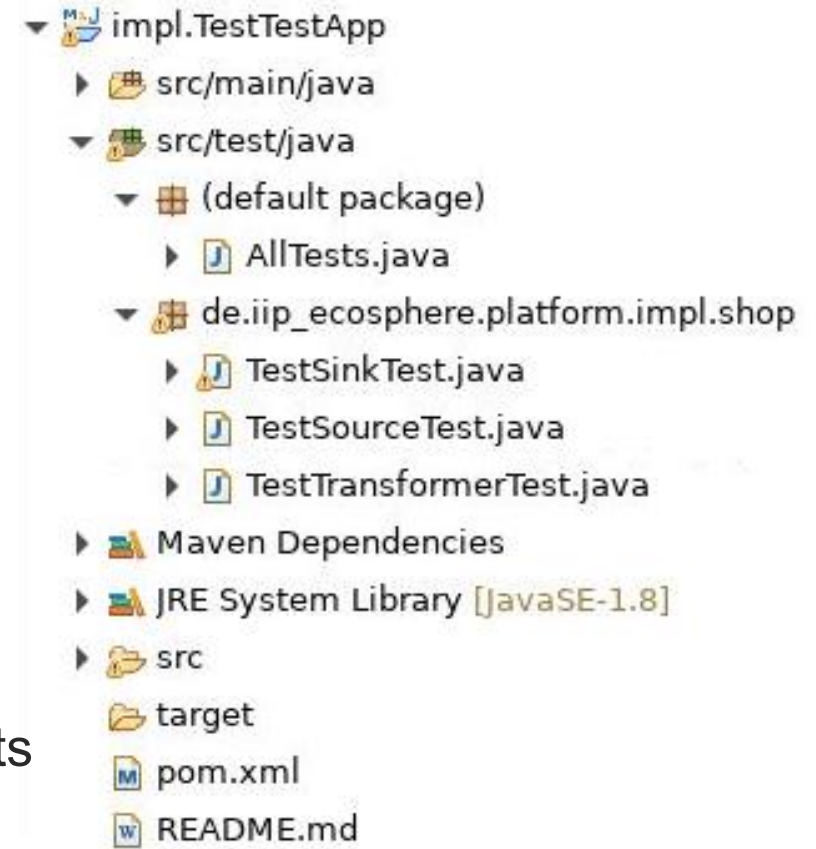 impl.TestTestApp
src/main/java
src/test/java
(default package)
AllTests.java
de.iip_ecosphere.platform.impl.shop
TestSinkTest.java
TestSourceTest.java
TestTransformerTest.java
Maven Dependencies
JRE System Library [JavaSE-1.8]
src
target
ts
pom.xml
README.md